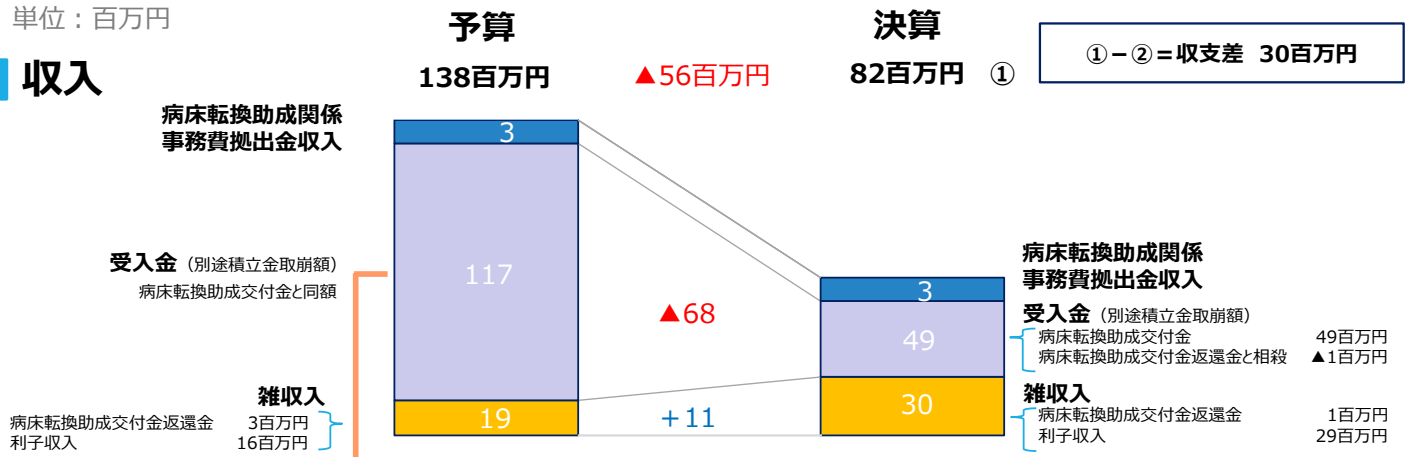 単位：百万円
予算
決算
①－②＝収支差 30百万円
収入
138百万円
▲56百万円
82百万円 ①
病床転換助成関係
事務費拠出金収入
3
受入金（別途積立金取崩額）
病床転換助成交付金と同額
117
▲68
雑収入
病床転換助成交付金返還金 3百万円
利子収入 16百万円
19
＋11
3
49
30
病床転換助成関係
事務費拠出金収入
受入金（別途積立金取崩額）
病床転換助成交付金 49百万円
病床転換助成交付金返還金と相殺 ▲1百万円
雑収入
病床転換助成交付金返還金 1百万円
利子収入 29百万円